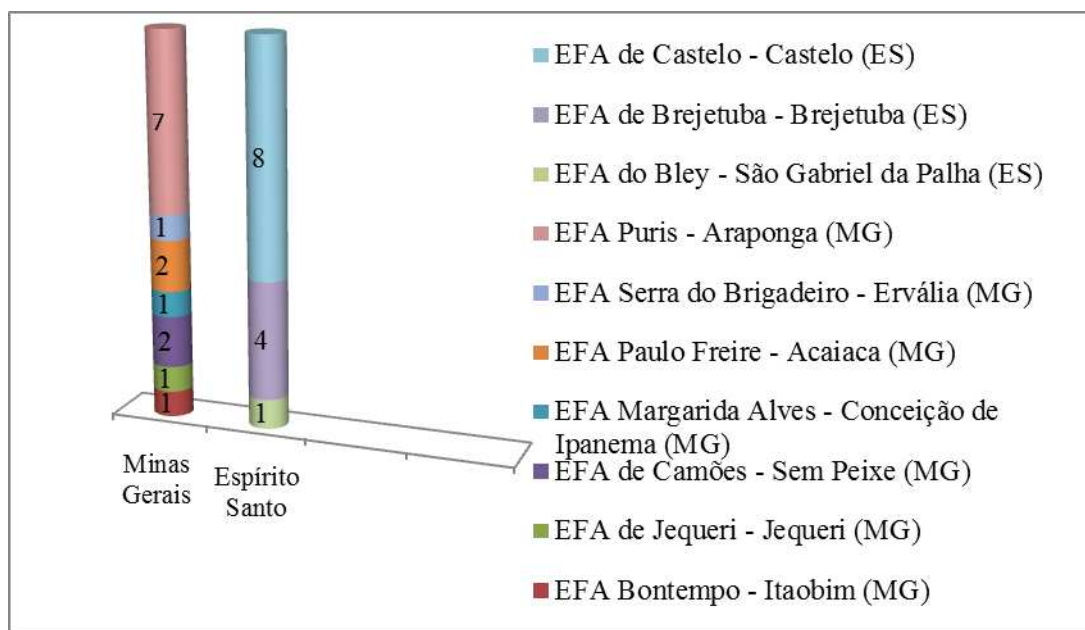 7
1
2
1
2
1
1
8
4
1
Minas
Gerais
Espírito
Santo
EFA de Castelo - Castelo (ES)
EFA de Brejetuba - Brejetuba (ES)
EFA do Bley - São Gabriel da Palha (ES)
EFA Puris - Araponga (MG)
EFA Serra do Brigadeiro - Ervália (MG)
EFA Paulo Freire - Acaiaca (MG)
EFA Margarida Alves - Conceição de
Ipanema (MG)
EFA de Camões - Sem Peixe (MG)
EFA de Jequeri - Jequeri (MG)
EFA Bontempo - Itaobim (MG)